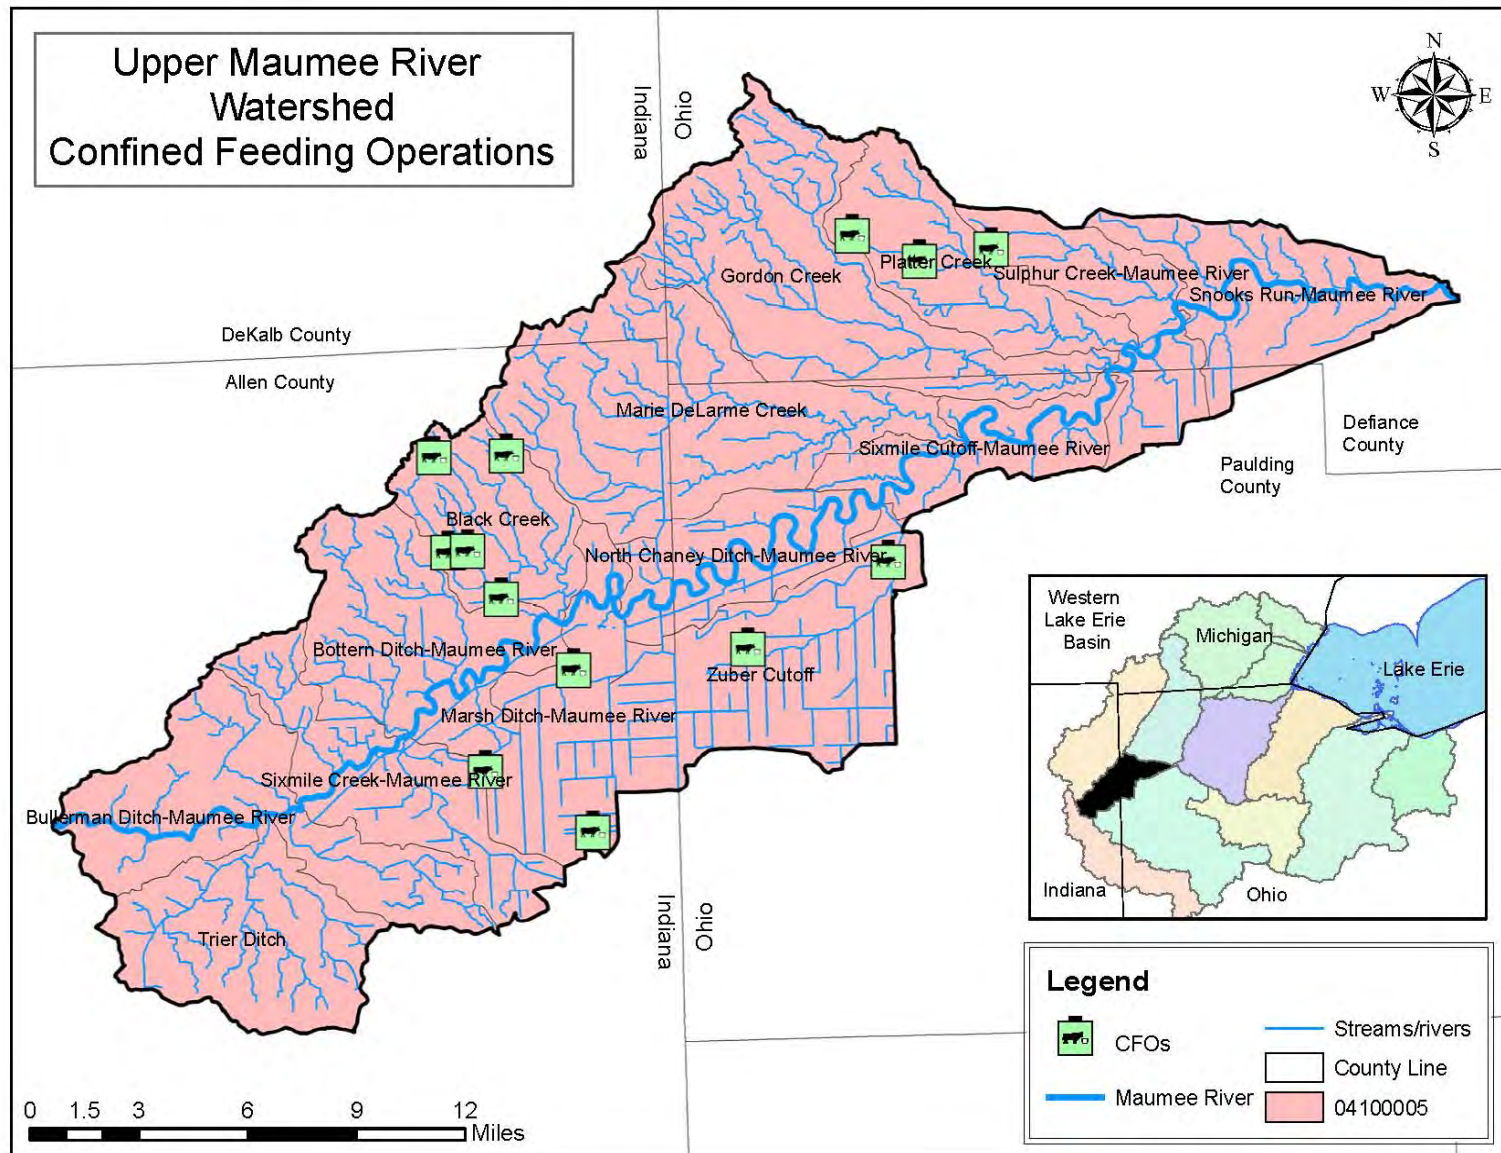 Upper Maumee River
Watershed
Confined Feeding Operations
Indiana
Ohio
N
W
E
S
Gordon Creek
Platter Creek
Sulphur Creek-Maumee River
Snooks Run-Maumee River
DeKalb County
Allen County
Marie DeLarme Creek
Sixmile Cutoff-Maumee River
Defiance
County
Paulding
County
Black Creek
North Chaney Ditch-Maumee River
Bottern Ditch-Maumee River
Zuber Cutoff
Marsh Ditch-Maumee River
Sixmile Creek-Maumee River
Bullerman Ditch-Maumee River
Trier Ditch
Indiana
Ohio
Western
Lake Erie
Basin
Michigan
Lake Erie
Indiana
Ohio
Legend
CFOs
Maumee River
Streams/rivers
County Line
04100005
0 1.5 3 6 9 12
Miles